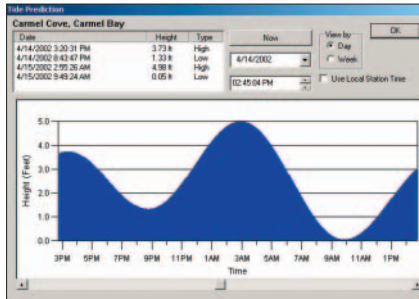 Tide Prediction
Carmel Cove, Carmel Bay
Date Height Type
4/14/2002 3:20:31 PM 3.73 ft High
4/14/2002 8:43:47 PM 1.33 ft Low
4/15/2002 2:55:26 AM 4.98 ft High
4/15/2002 9:49:24 AM 0.05 ft Low
Now
4/14/2002
02:45:04 PM
View by
Day
Week
OK
Use Local Station Time
Height (Feet)
5.0
4.0
3.0
2.0
1.0
0.0
3PM 5PM 7PM 9PM 11PM 1AM 3AM 5AM 7AM 9AM 11AM 1PM
Time